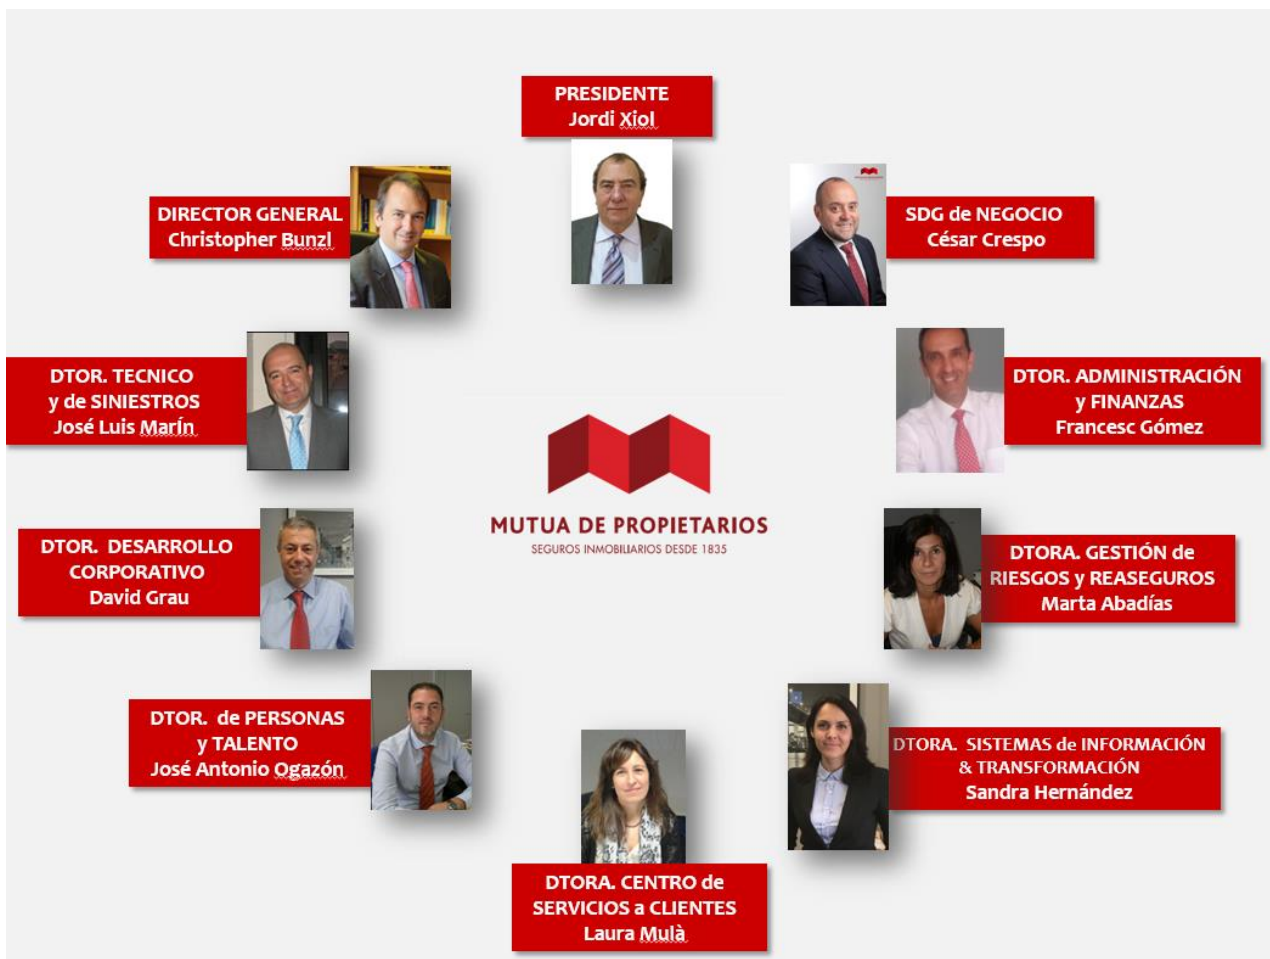 PRESIDENTE
Jordi Xiol
DIRECTOR GENERAL
Christopher Bunzl
SDG de NEGOCIO
César Crespo
DTOR. TECNICO
y de SINIESTROS
José Luis Marín
DTOR. ADMINISTRACIÓN
y FINANZAS
Francesc Gómez
MUTUA DE PROPIETARIOS
SEGUROS INMOBILIARIOS DESDE 1835
DTOR. DESARROLLO
CORPORATIVO
David Grau
DTORA. GESTIÓN de
RIESGOS y REASEGUROS
Marta Abadías
DTOR. de PERSONAS
y TALENTO
José Antonio Ogazón
DTORA. SISTEMAS de INFORMACIÓN
& TRANSFORMACIÓN
Sandra Hernández
DTORA. CENTRO de
SERVICIOS a CLIENTES
Laura Mulà